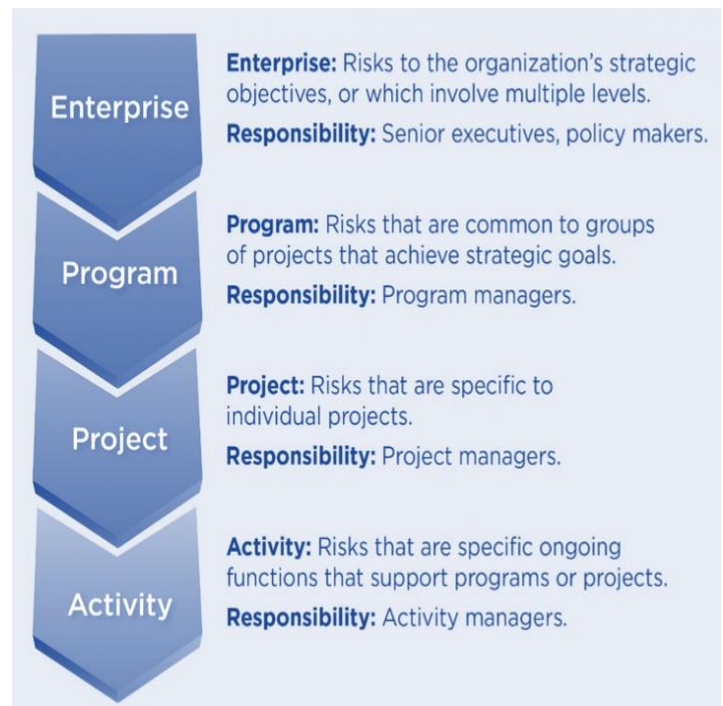 Enterprise
Enterprise: Risks to the organization’s strategic
objectives, or which involve multiple levels.
Responsibility: Senior executives, policy makers.
Program
Program: Risks that are common to groups
of projects that achieve strategic goals.
Responsibility: Program managers.
Project
Project: Risks that are specific to
individual projects.
Responsibility: Project managers.
Activity
Activity: Risks that are specific ongoing
functions that support programs or projects.
Responsibility: Activity managers.